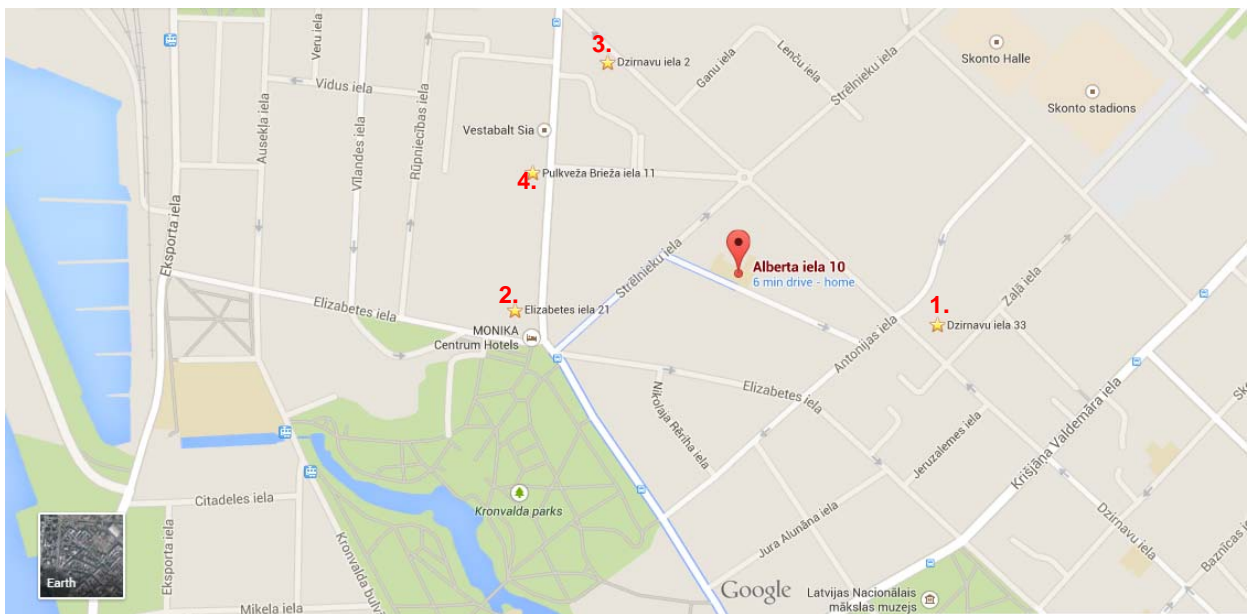 3.
Dzirnavu iela 2
Veru iela
Vidus iela
Ganu iela
Lenču iela
Strēlnieku iela
Skonto Halle
Skonto stadions
Ausekļa iela
Vīlandes iela
Rūpniecības iela
Vestabalt Sia
4.
Pulkveža Brieža iela 11
Eksporta iela
Strēlnieku iela
Alberta iela 10
6 min drive - home
Zaļā iela
2.
Elizabetes iela 21
1.
Dzirnavu iela 33
Elizabetes iela
MONIKA
Centrum Hotels
Antonijas iela
Elizabetes iela
Nikolaja Rēriha iela
Krišjāņa Valdemāra iela
Jeruzalemes iela
Citadeles iela
Kronvalda parks
Jura Alunāna iela
Dzirnavu iela
Baznīcas ie
Sko
Sk
Earth
Eksporta iela
Kronvalda bulv
Miķeļa iela
Google
Latvijas Nacionālais
mākslas muzejs